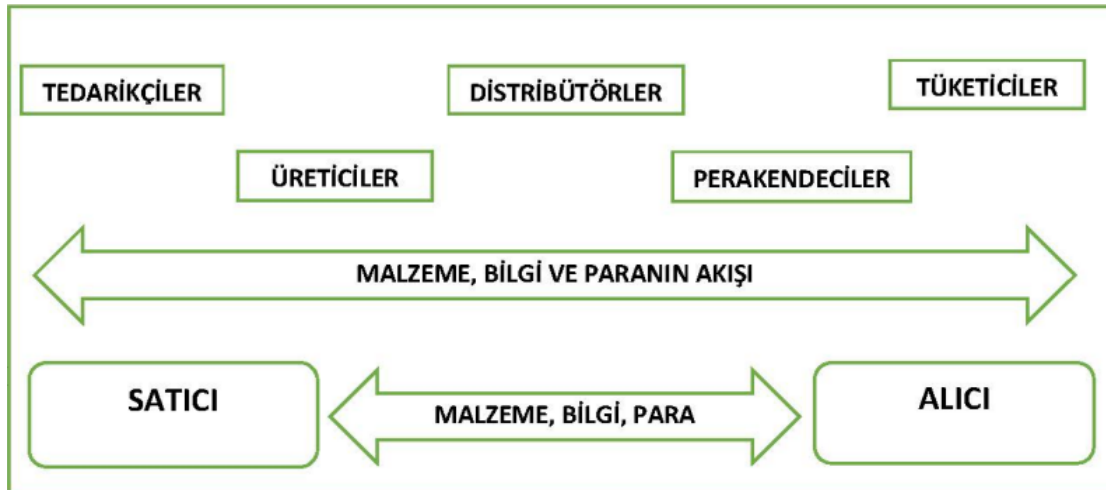 TEDARİKÇİLER
DİSTRİBÜTÖRLER
TÜKETİCİLER
ÜRETİCİLER
PERAKENDECİLER
MALZEME, BİLGİ VE PARANIN AKIŞI
SATICI
MALZEME, BİLGİ, PARA
ALICI